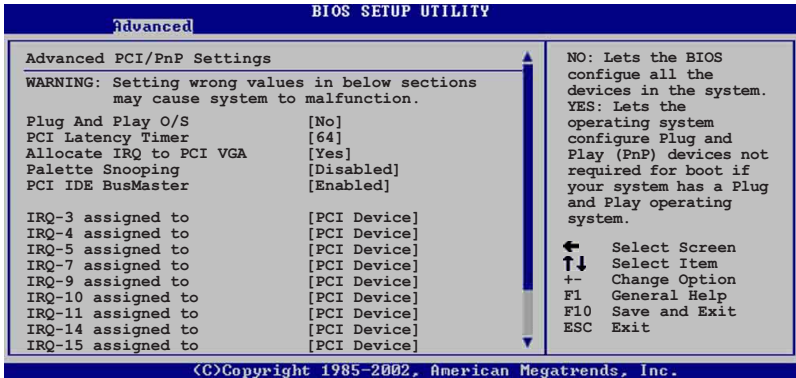 BIOS SETUP UTILITY
Advanced
Advanced PCI/PnP Settings
WARNING: Setting wrong values in below sections
may cause system to malfunction.
Plug And Play O/S [No]
PCI Latency Timer [64]
Allocate IRQ to PCI VGA [Yes]
Palette Snooping [Disabled]
PCI IDE BusMaster [Enabled]
IRQ-3 assigned to [PCI Device]
IRQ-4 assigned to [PCI Device]
IRQ-5 assigned to [PCI Device]
IRQ-7 assigned to [PCI Device]
IRQ-9 assigned to [PCI Device]
IRQ-10 assigned to [PCI Device]
IRQ-11 assigned to [PCI Device]
IRQ-14 assigned to [PCI Device]
IRQ-15 assigned to [PCI Device]
NO: Lets the BIOS
configue all the
devices in the system.
YES: Lets the
operating system
configure Plug and
Play (PnP) devices not
required for boot if
your system has a Plug
and Play operating
system.
← Select Screen
↑↓ Select Item
+- Change Option
F1 General Help
F10 Save and Exit
ESC Exit
(C)Copyright 1985-2002, American Megatrends, Inc.